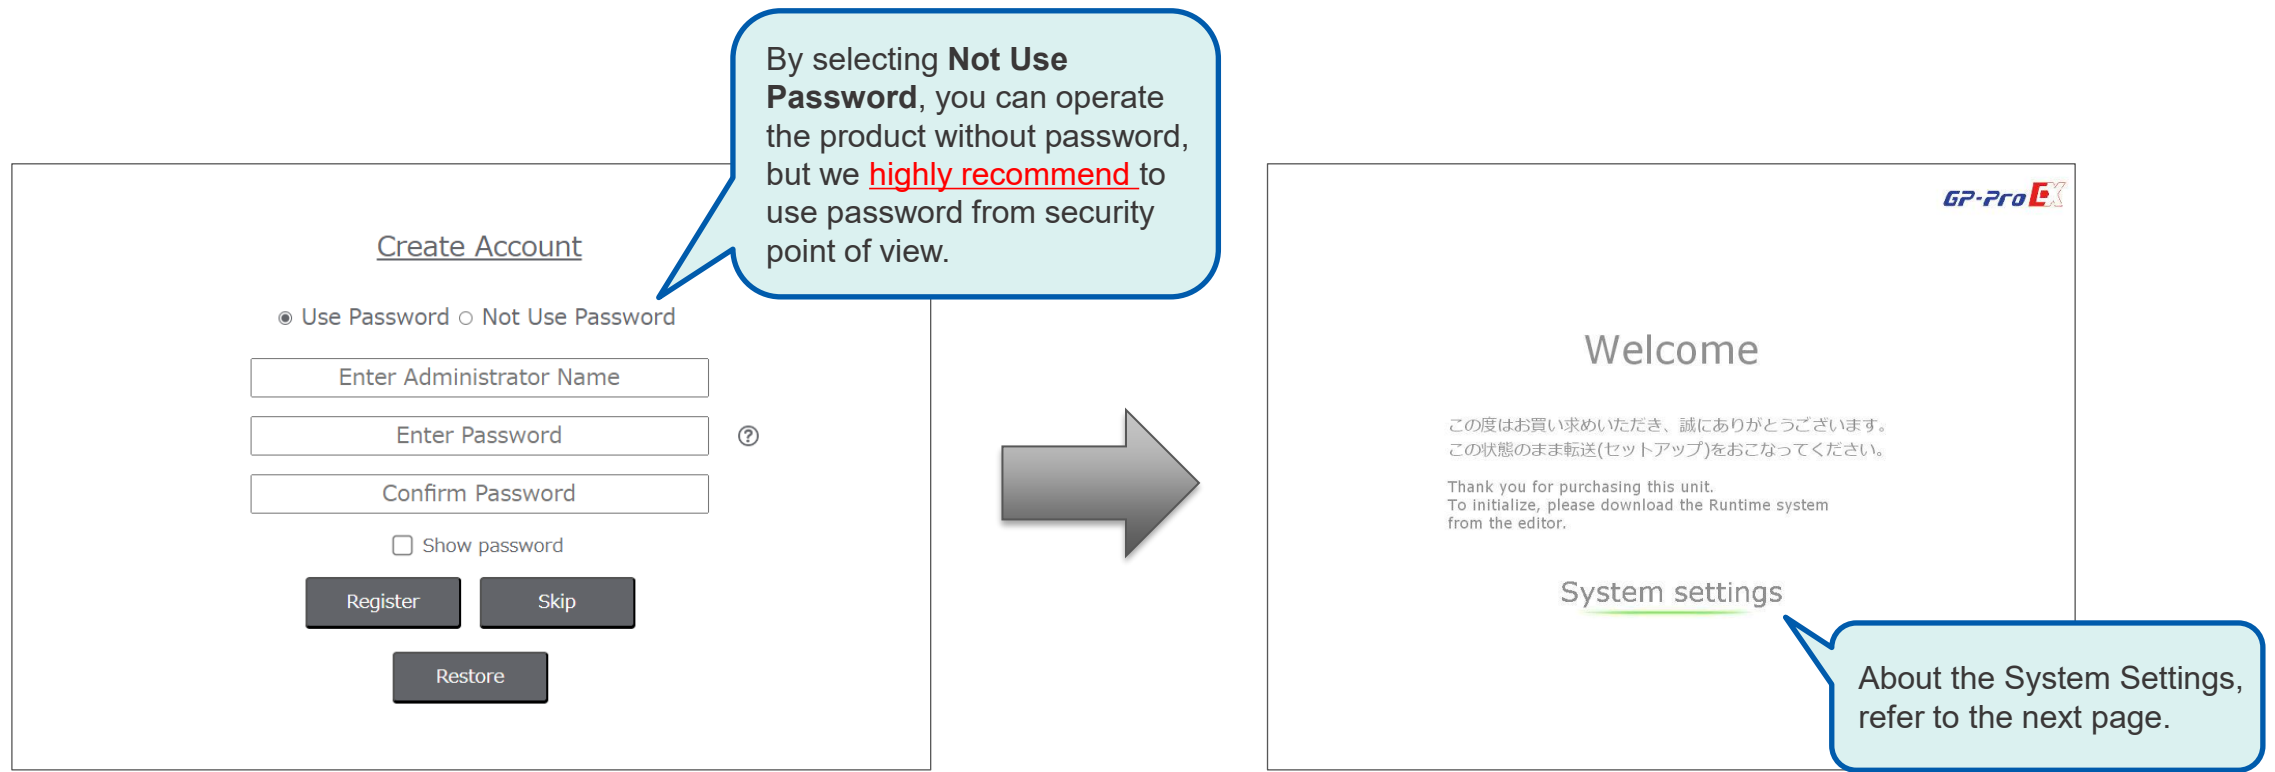 By selecting Not Use
Password, you can operate
the product without password,
but we highly recommend to
use password from security
point of view.
Create Account
Use Password Not Use Password
Enter Administrator Name
Enter Password
?
Confirm Password
Show password
Register Skip
Restore
GP-Pro EX
Welcome
この度はお買い求めいただき、誠にありがとうございます。
この状態のまま転送(セットアップ)をおこなってください。
Thank you for purchasing this unit.
To initialize, please download the Runtime system
from the editor.
System settings
About the System Settings,
refer to the next page.